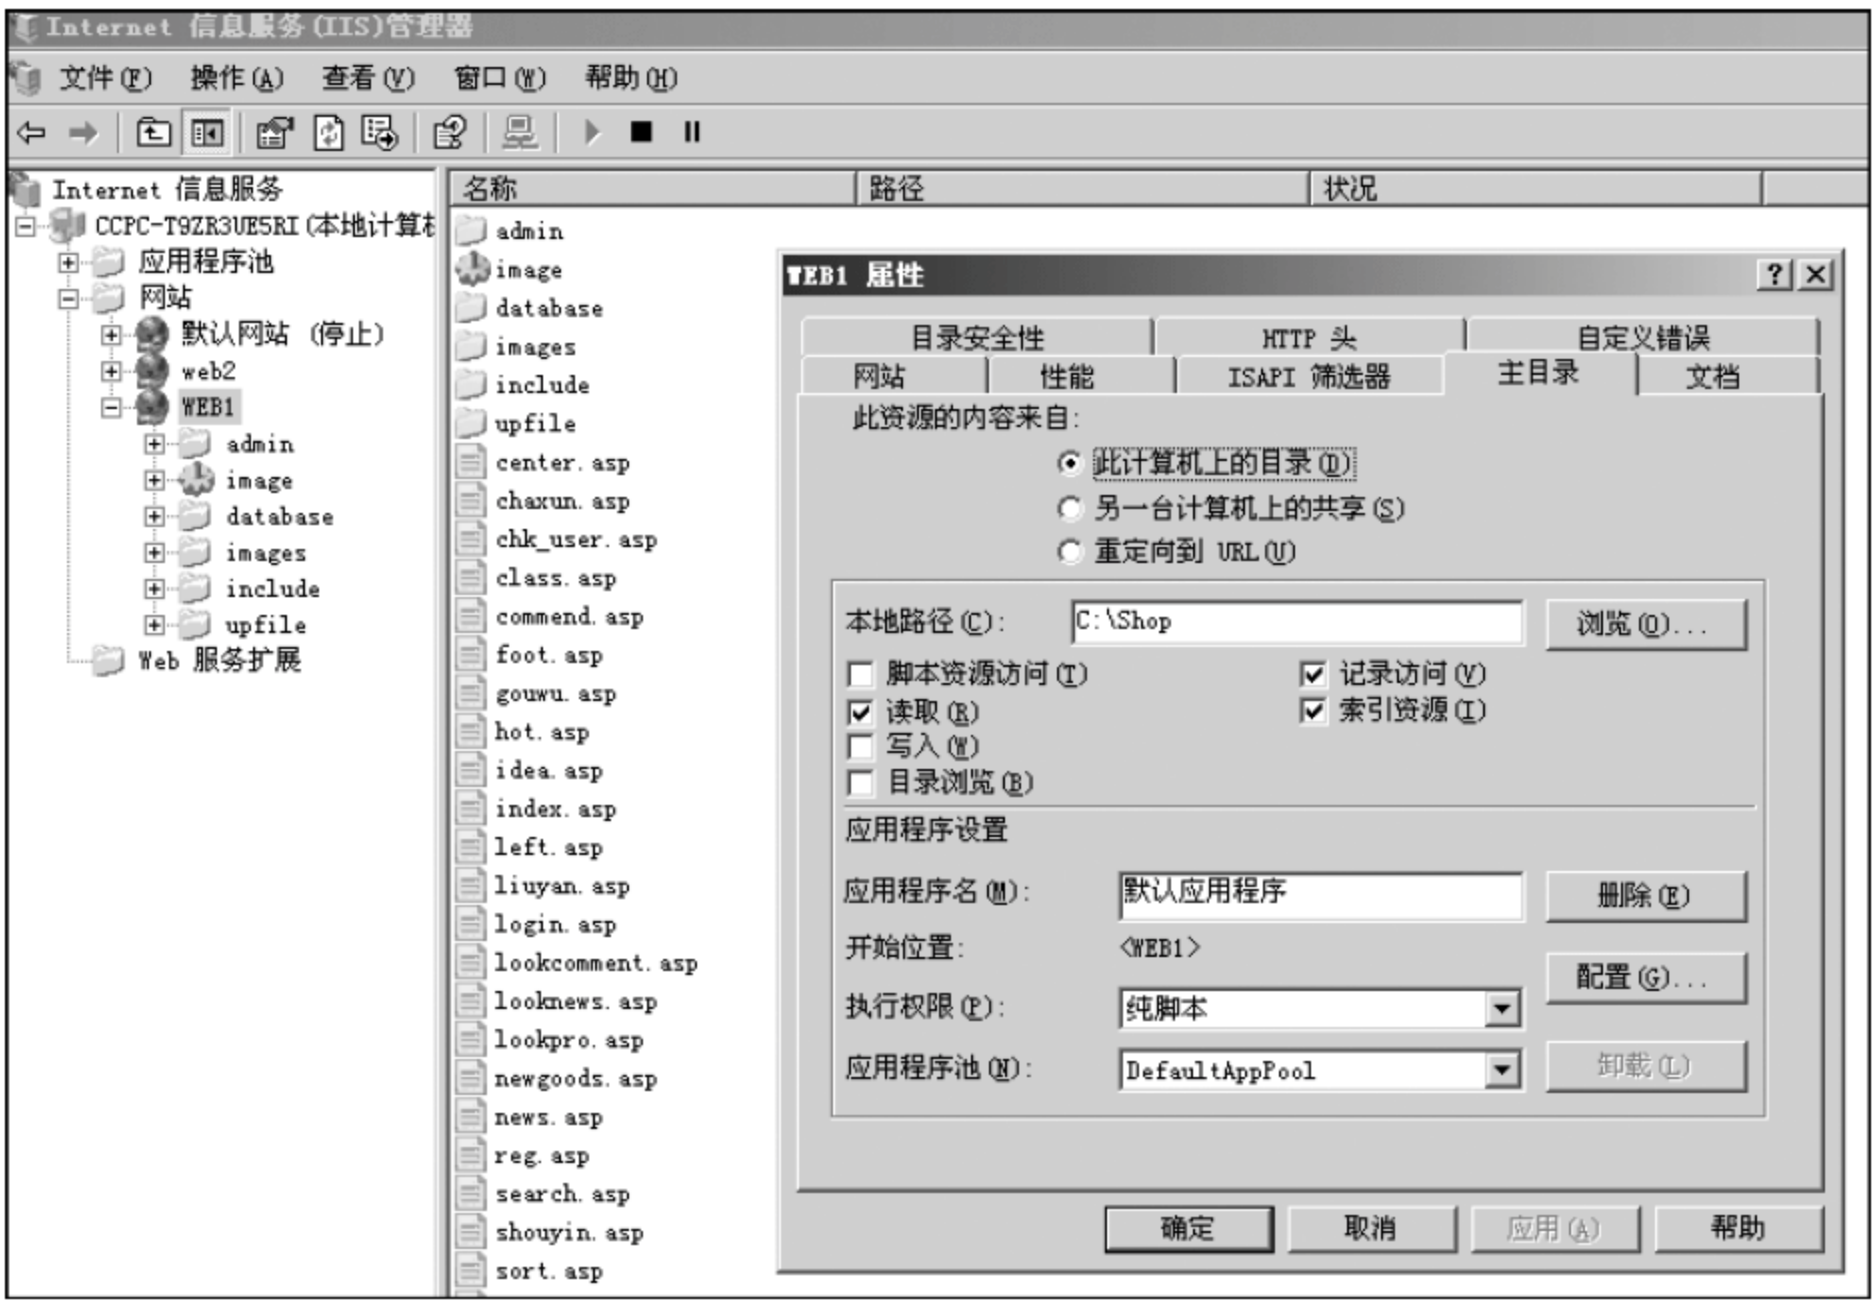 Internet 信息服务(IIS)管理器
文件(F) 操作(A) 查看(V) 窗口(W) 帮助(H)
Internet 信息服务
CCPC-T9ZR3UE5RI(本地计算机
应用程序池
网站
默认网站 (停止)
web2
WEB1
admin
image
database
images
include
upfile
Web 服务扩展
名称 路径 状况
admin
image
database
images
include
upfile
center.asp
chaxun.asp
chk_user.asp
class.asp
commend.asp
foot.asp
gouwu.asp
hot.asp
idea.asp
index.asp
left.asp
liuyan.asp
login.asp
lookcomment.asp
looknews.asp
lookpro.asp
newgoods.asp
news.asp
reg.asp
search.asp
shouyin.asp
sort.asp
WEB1 属性
目录安全性 HTTP 头 自定义错误
网站 性能 ISAPI 筛选器 主目录 文档
此资源的内容来自:
此计算机上的目录(D)
另一台计算机上的共享(S)
重定向到 URL(U)
本地路径(C): C:\Shop 浏览(O)...
脚本资源访问(T) 记录访问(V)
读取(R) 索引资源(I)
写入(W)
目录浏览(B)
应用程序设置
应用程序名(M): 默认应用程序 删除(E)
开始位置: <WEB1>
配置(G)...
执行权限(P): 纯脚本
应用程序池(N): DefaultAppPool 卸载(L)
确定 取消 应用(A) 帮助